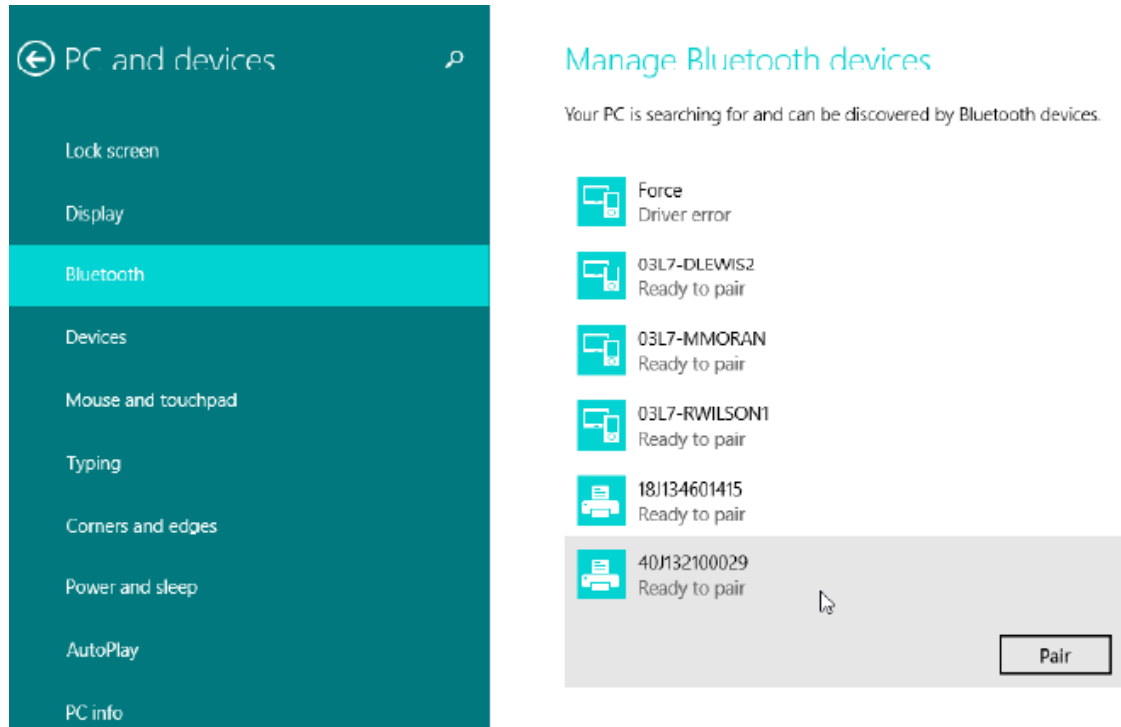 PC and devices
Lock screen
Display
Bluetooth
Devices
Mouse and touchpad
Typing
Corners and edges
Power and sleep
AutoPlay
PC info
Manage Bluetooth devices
Your PC is searching for and can be discovered by Bluetooth devices.
Force
Driver error
03L7-DLEWIS2
Ready to pair
03L7-MMORAN
Ready to pair
03L7-RWILSON1
Ready to pair
18J134601415
Ready to pair
40J132100029
Ready to pair
Pair